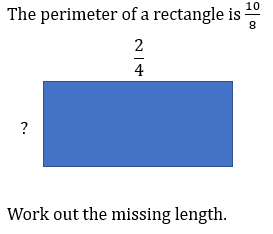 The perimeter of a rectangle is 10/8
2/4
?
Work out the missing length.